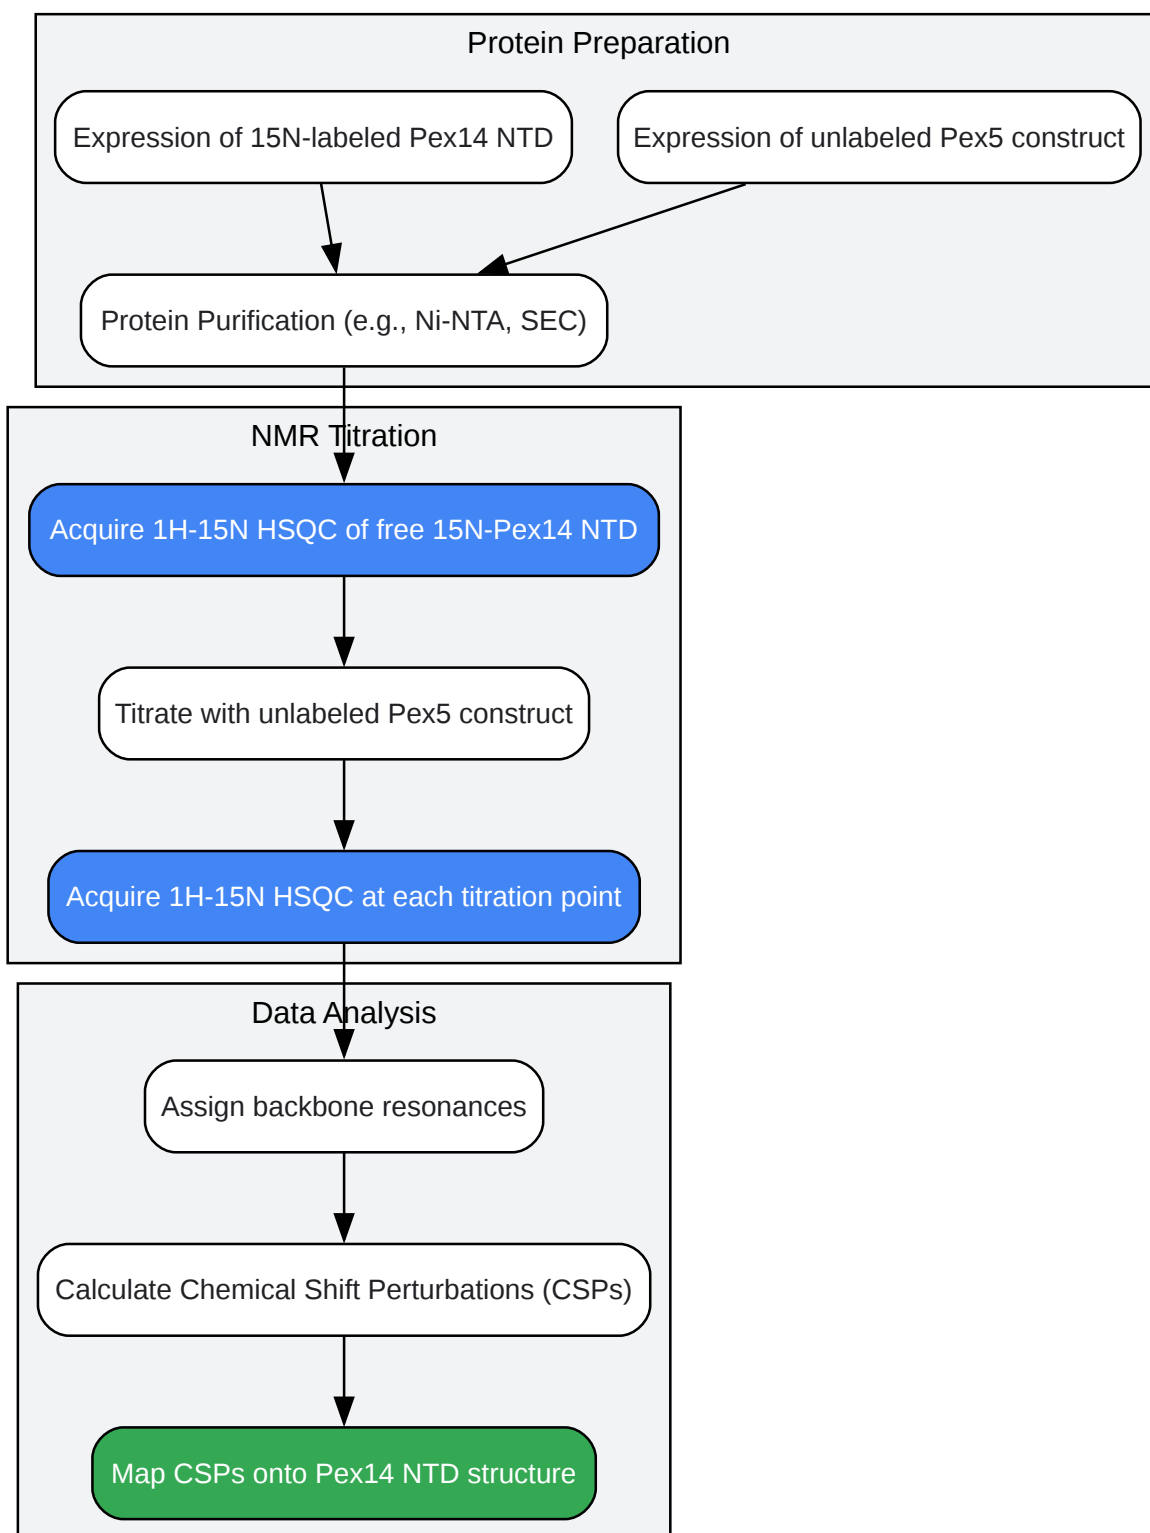 Protein Preparation
Expression of 15N-labeled Pex14 NTD
Expression of unlabeled Pex5 construct
Protein Purification (e.g., Ni-NTA, SEC)
NMR Titration
Acquire 1H-15N HSQC of free 15N-Pex14 NTD
Titrate with unlabeled Pex5 construct
Acquire 1H-15N HSQC at each titration point
Data Analysis
Assign backbone resonances
Calculate Chemical Shift Perturbations (CSPs)
Map CSPs onto Pex14 NTD structure